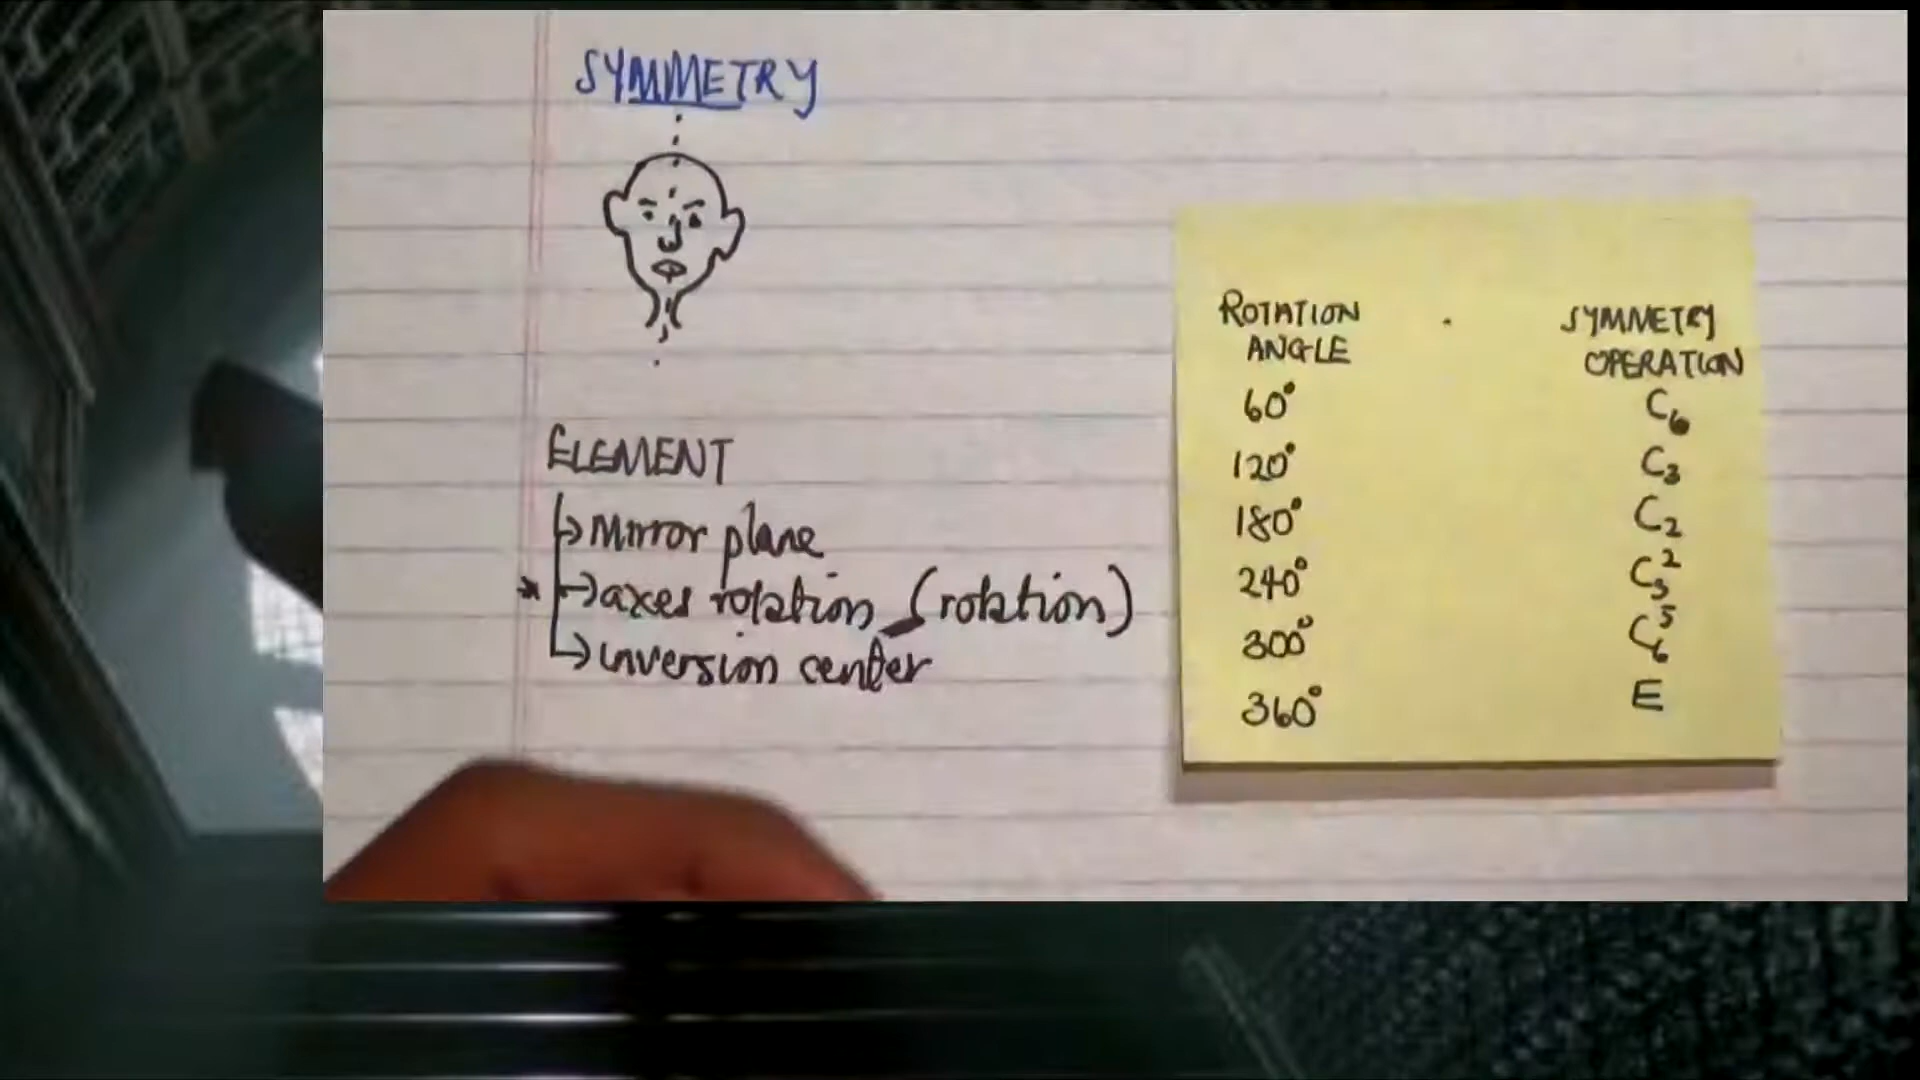 SYMMETRY
ELEMENT
→ Mirror plane
→ axes rotation (rotation)
→ inversion center
ROTATION ANGLE SYMMETRY OPERATION
60° C₆
120° C₃
180° C₂
240° C₃²
300° C₆⁵
360° E